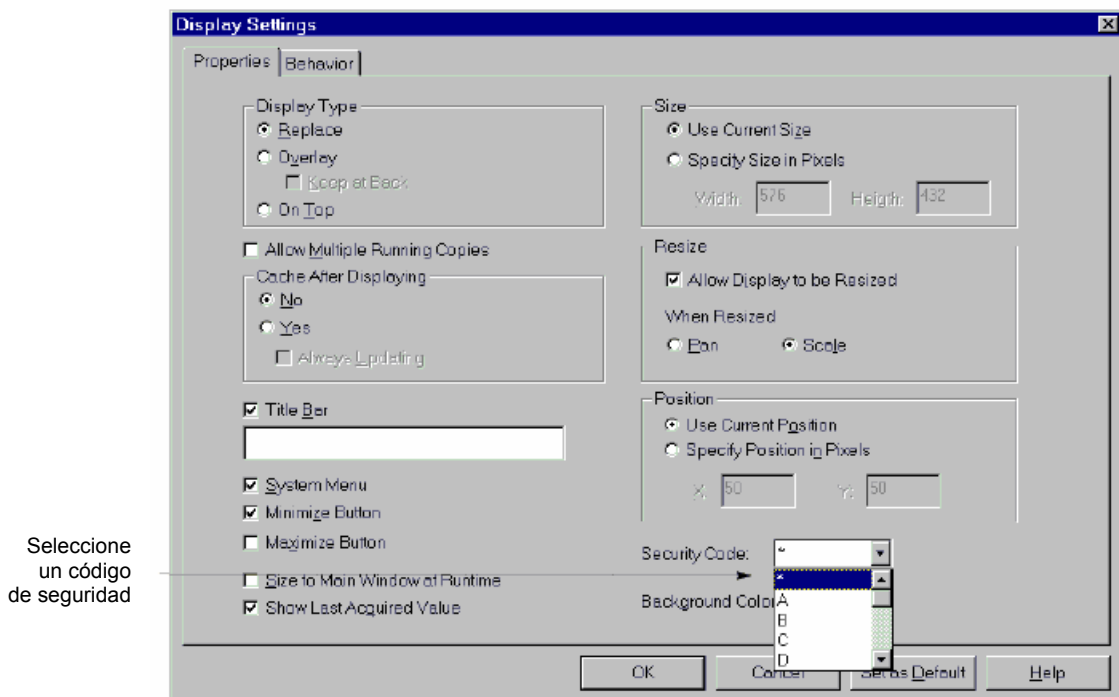 Display Settings
Properties
Behavior
Display Type
Replace
Overlay
Keep at Back
On Top
Allow Multiple Running Copies
Cache After Displaying
No
Yes
Always Updating
Title Bar
System Menu
Minimize Button
Maximize Button
Size to Main Window at Runtime
Show Last Acquired Value
Size
Use Current Size
Specify Size in Pixels
Width: 576 Heigth: 432
Resize
Allow Display to be Resized
When Resized
Pan Scale
Position
Use Current Position
Specify Position in Pixels
X: 50 Y: 50
Security Code: *
*
Background Color
A
B
C
D
Seleccione
un código
de seguridad
OK Cancel Set as Default Help